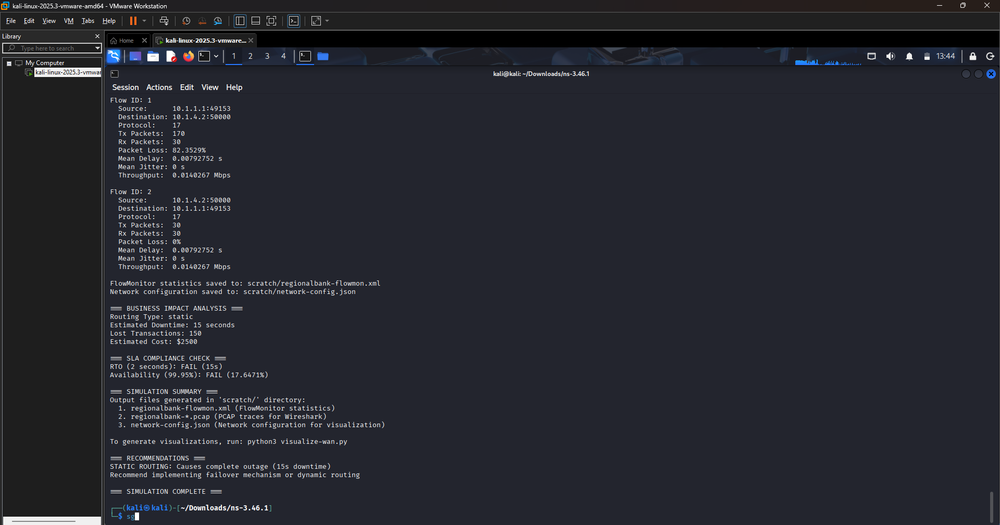 kali-linux-2025.3-vmware-amd64 - VMware Workstation
File Edit View VM Tabs Help
Library
Home kali-linux-2025.3-vmware...
Type here to search
1 2 3 4 13:44
My Computer
kali-linux-2025.3-vmwar
kali@kali: ~/Downloads/ns-3.46.1
Session Actions Edit View Help
Flow ID: 1
Source: 10.1.1.1:49153
Destination: 10.1.4.2:50000
Protocol: 17
Tx Packets: 170
Rx Packets: 30
Packet Loss: 82.3529%
Mean Delay: 0.00792752 s
Mean Jitter: 0 s
Throughput: 0.0140267 Mbps
Flow ID: 2
Source: 10.1.4.2:50000
Destination: 10.1.1.1:49153
Protocol: 17
Tx Packets: 30
Rx Packets: 30
Packet Loss: 0%
Mean Delay: 0.00792752 s
Mean Jitter: 0 s
Throughput: 0.0140267 Mbps
FlowMonitor statistics saved to: scratch/regionalbank-flowmon.xml
Network configuration saved to: scratch/network-config.json
=== BUSINESS IMPACT ANALYSIS ===
Routing Type: static
Estimated Downtime: 15 seconds
Lost Transactions: 150
Estimated Cost: $2500
=== SLA COMPLIANCE CHECK ===
RTO (2 seconds): FAIL (15s)
Availability (99.95%): FAIL (17.6471%)
=== SIMULATION SUMMARY ===
Output files generated in 'scratch/' directory:
1. regionalbank-flowmon.xml (FlowMonitor statistics)
2. regionalbank-*.pcap (PCAP traces for Wireshark)
3. network-config.json (Network configuration for visualization)
To generate visualizations, run: python3 visualize-wan.py
=== RECOMMENDATIONS ===
STATIC ROUTING: Causes complete outage (15s downtime)
Recommend implementing failover mechanism or dynamic routing
=== SIMULATION COMPLETE ===
┌──(kali㉿kali)-[~/Downloads/ns-3.46.1]
└─$ sg